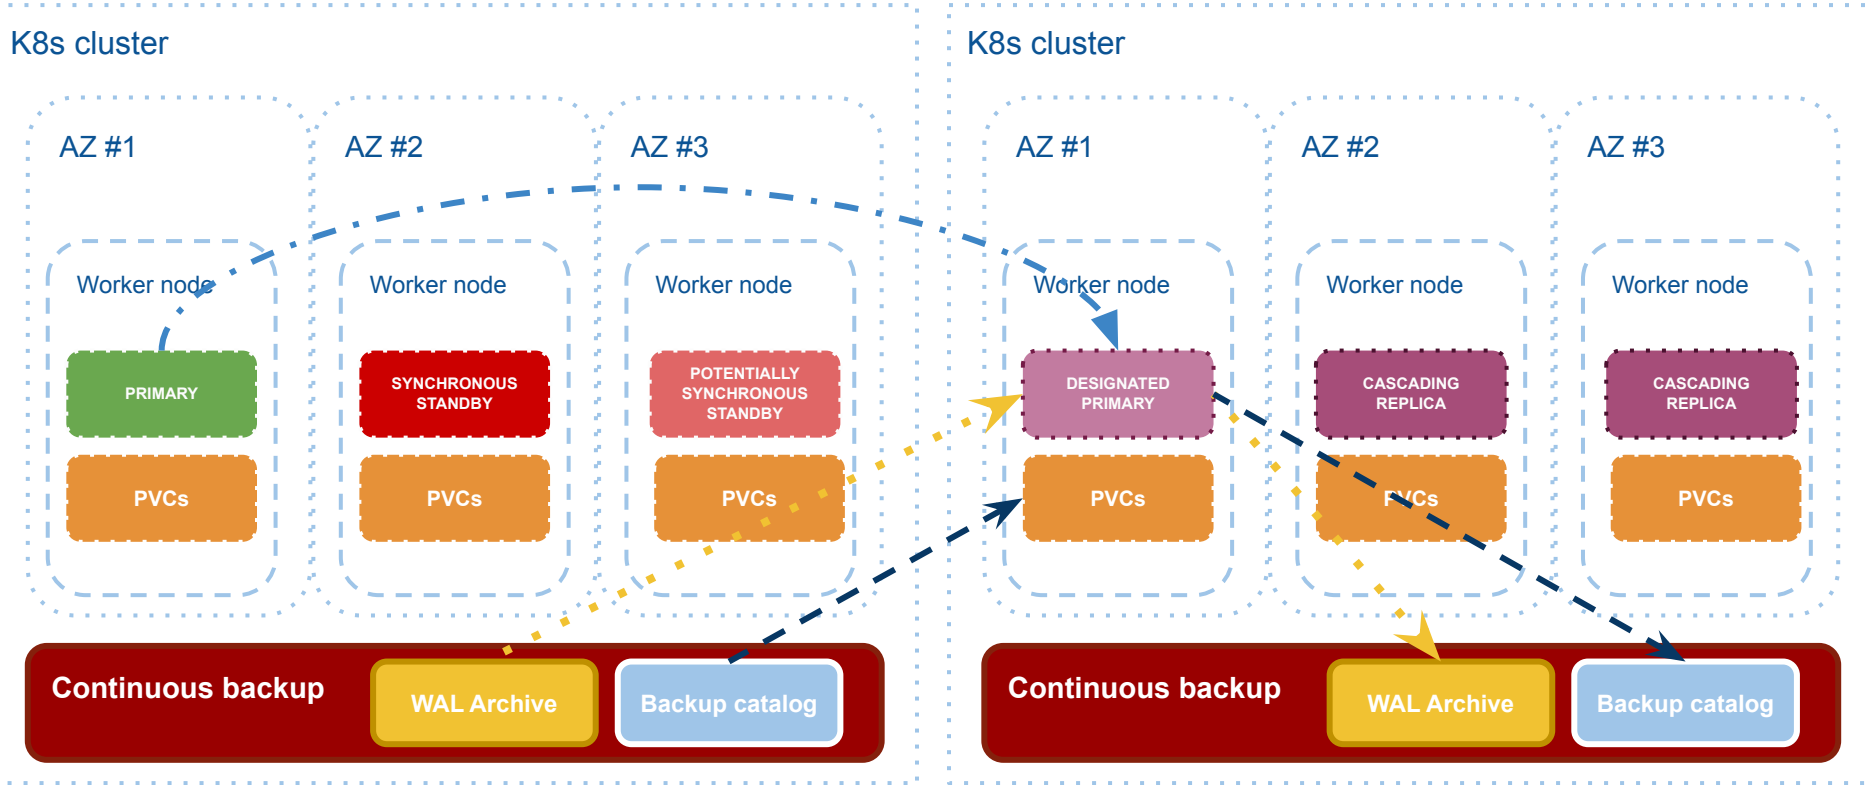 K8s cluster
K8s cluster
AZ #1
AZ #2
AZ #3
AZ #1
AZ #2
AZ #3
Worker node
Worker node
Worker node
Worker node
Worker node
Worker node
PRIMARY
SYNCHRONOUS
STANDBY
POTENTIALLY
SYNCHRONOUS
STANDBY
DESIGNATED
PRIMARY
CASCADING
REPLICA
CASCADING
REPLICA
PVCs
PVCs
PVCs
PVCs
PVCs
PVCs
Continuous backup
WAL Archive
Backup catalog
Continuous backup
WAL Archive
Backup catalog